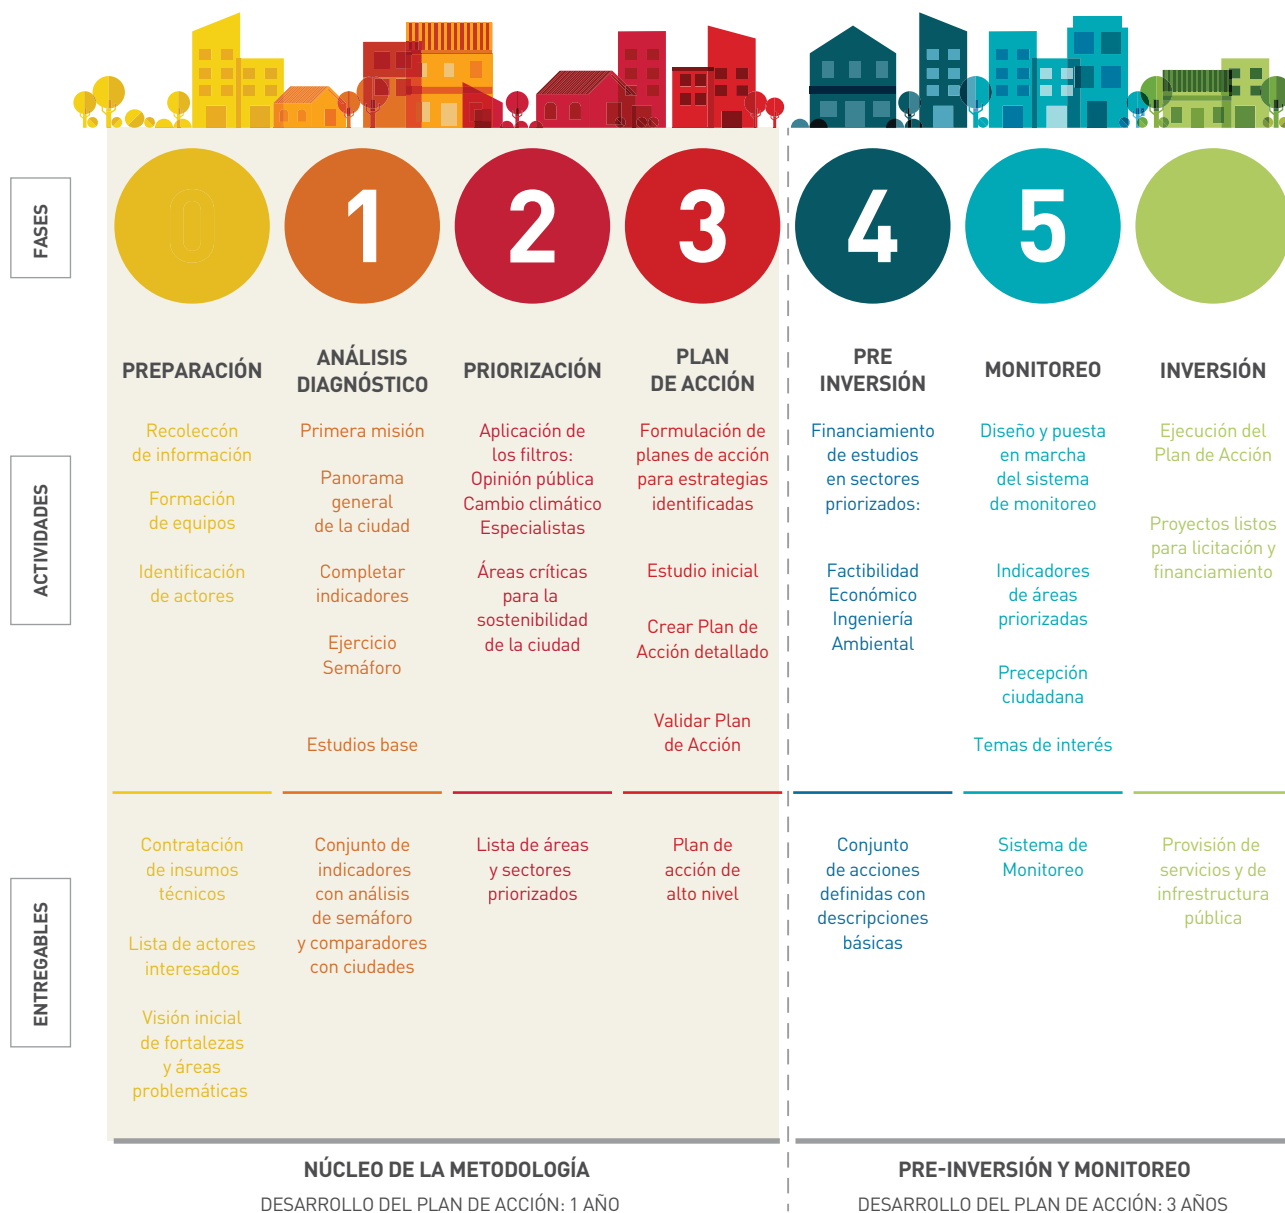 FASES
0
1
2
3
4
5
PREPARACIÓN
ANÁLISIS
DIAGNÓSTICO
PRIORIZACIÓN
PLAN
DE ACCIÓN
PRE
INVERSIÓN
MONITOREO
INVERSIÓN
ACTIVIDADES
Recoleccón
de información
Formación
de equipos
Identificación
de actores
Primera misión
Panorama
general
de la ciudad
Completar
indicadores
Ejercicio
Semáforo
Estudios base
Aplicación de
los filtros:
Opinión pública
Cambio climático
Especialistas
Áreas críticas
para la
sostenibilidad
de la ciudad
Formulación de
planes de acción
para estrategias
identificadas
Estudio inicial
Crear Plan de
Acción detallado
Validar Plan
de Acción
Financiamiento
de estudios
en sectores
priorizados:
Factibilidad
Económico
Ingeniería
Ambiental
Diseño y puesta
en marcha
del sistema
de monitoreo
Indicadores
de áreas
priorizadas
Precepción
ciudadana
Temas de interés
Ejecución del
Plan de Acción
Proyectos listos
para licitación y
financiamiento
ENTREGABLES
Contratación
de insumos
técnicos
Lista de actores
interesados
Visión inicial
de fortalezas
y áreas
problemáticas
Conjunto de
indicadores
con análisis
de semáforo
y comparadores
con ciudades
Lista de áreas
y sectores
priorizados
Plan de
acción de
alto nivel
Conjunto
de acciones
definidas con
descripciones
básicas
Sistema de
Monitoreo
Provisión de
servicios y de
infrestructura
pública
NÚCLEO DE LA METODOLOGÍA
DESARROLLO DEL PLAN DE ACCIÓN: 1 AÑO
PRE-INVERSIÓN Y MONITOREO
DESARROLLO DEL PLAN DE ACCIÓN: 3 AÑOS